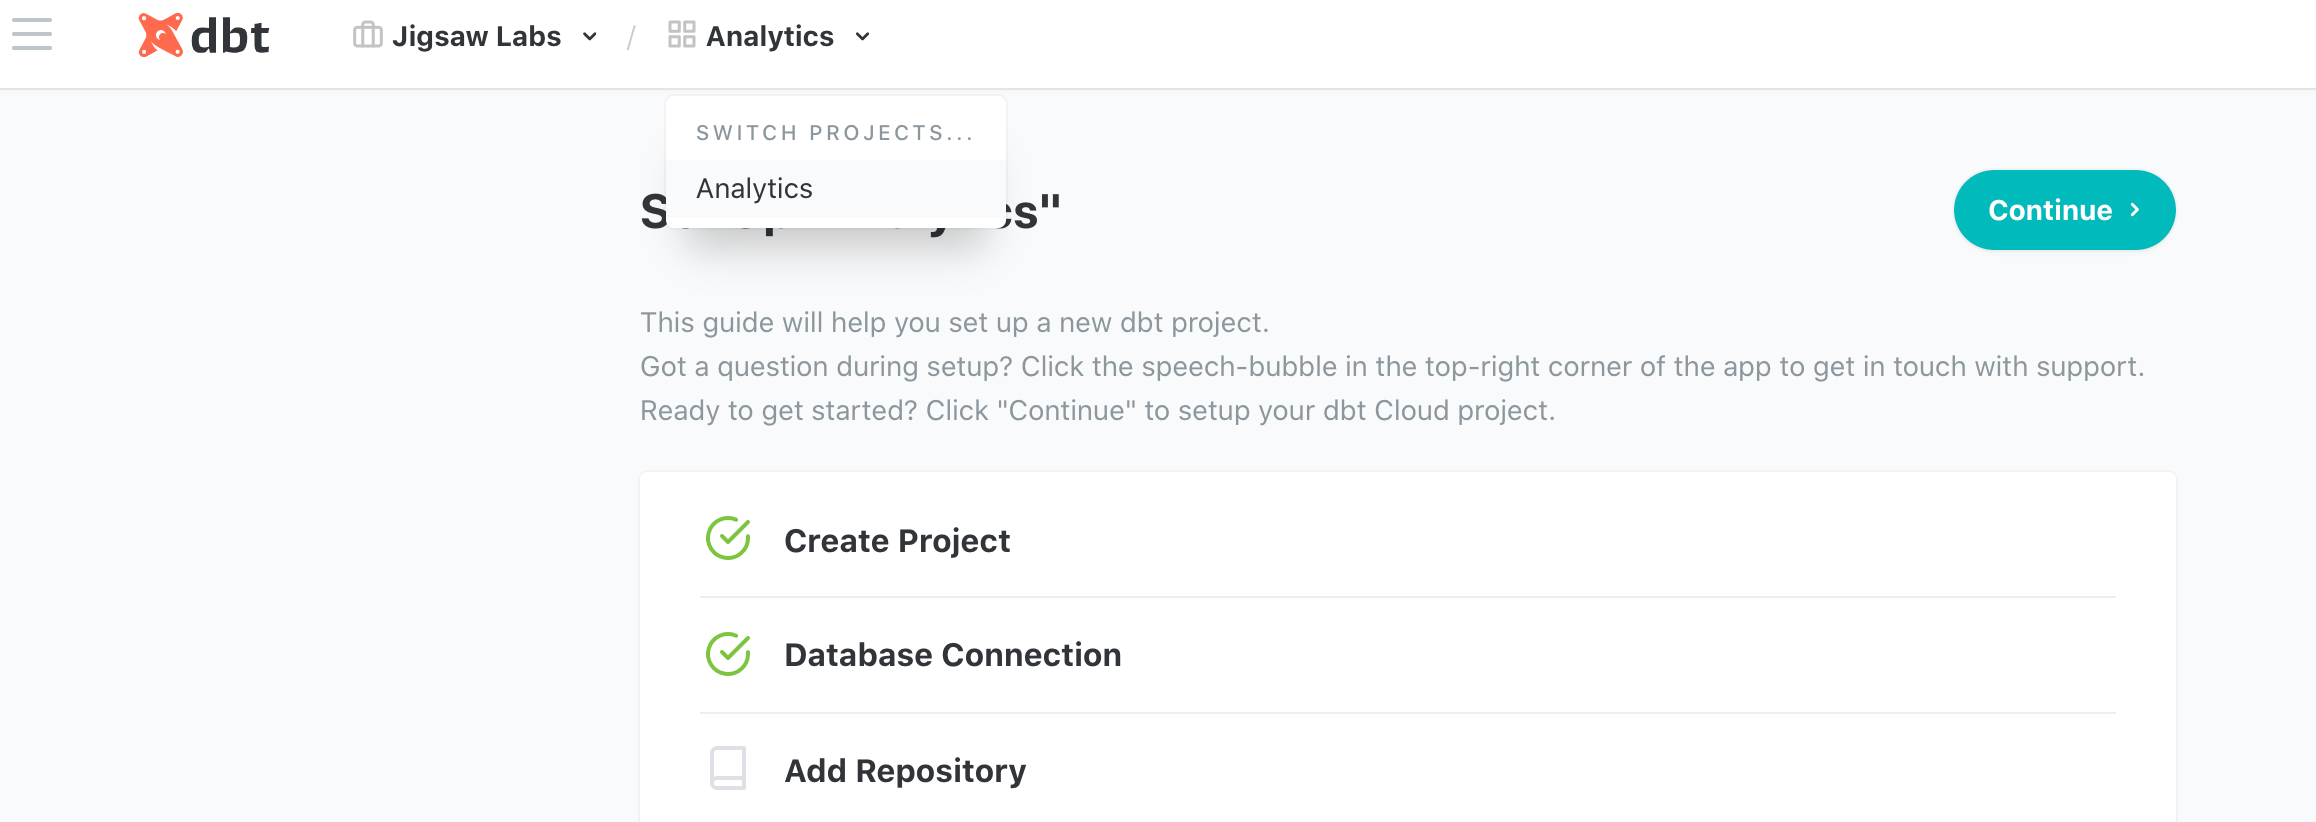 dbt
Jigsaw Labs / Analytics
SWITCH PROJECTS...
Analytics
Continue
This guide will help you set up a new dbt project.
Got a question during setup? Click the speech-bubble in the top-right corner of the app to get in touch with support.
Ready to get started? Click "Continue" to setup your dbt Cloud project.
Create Project
Database Connection
Add Repository